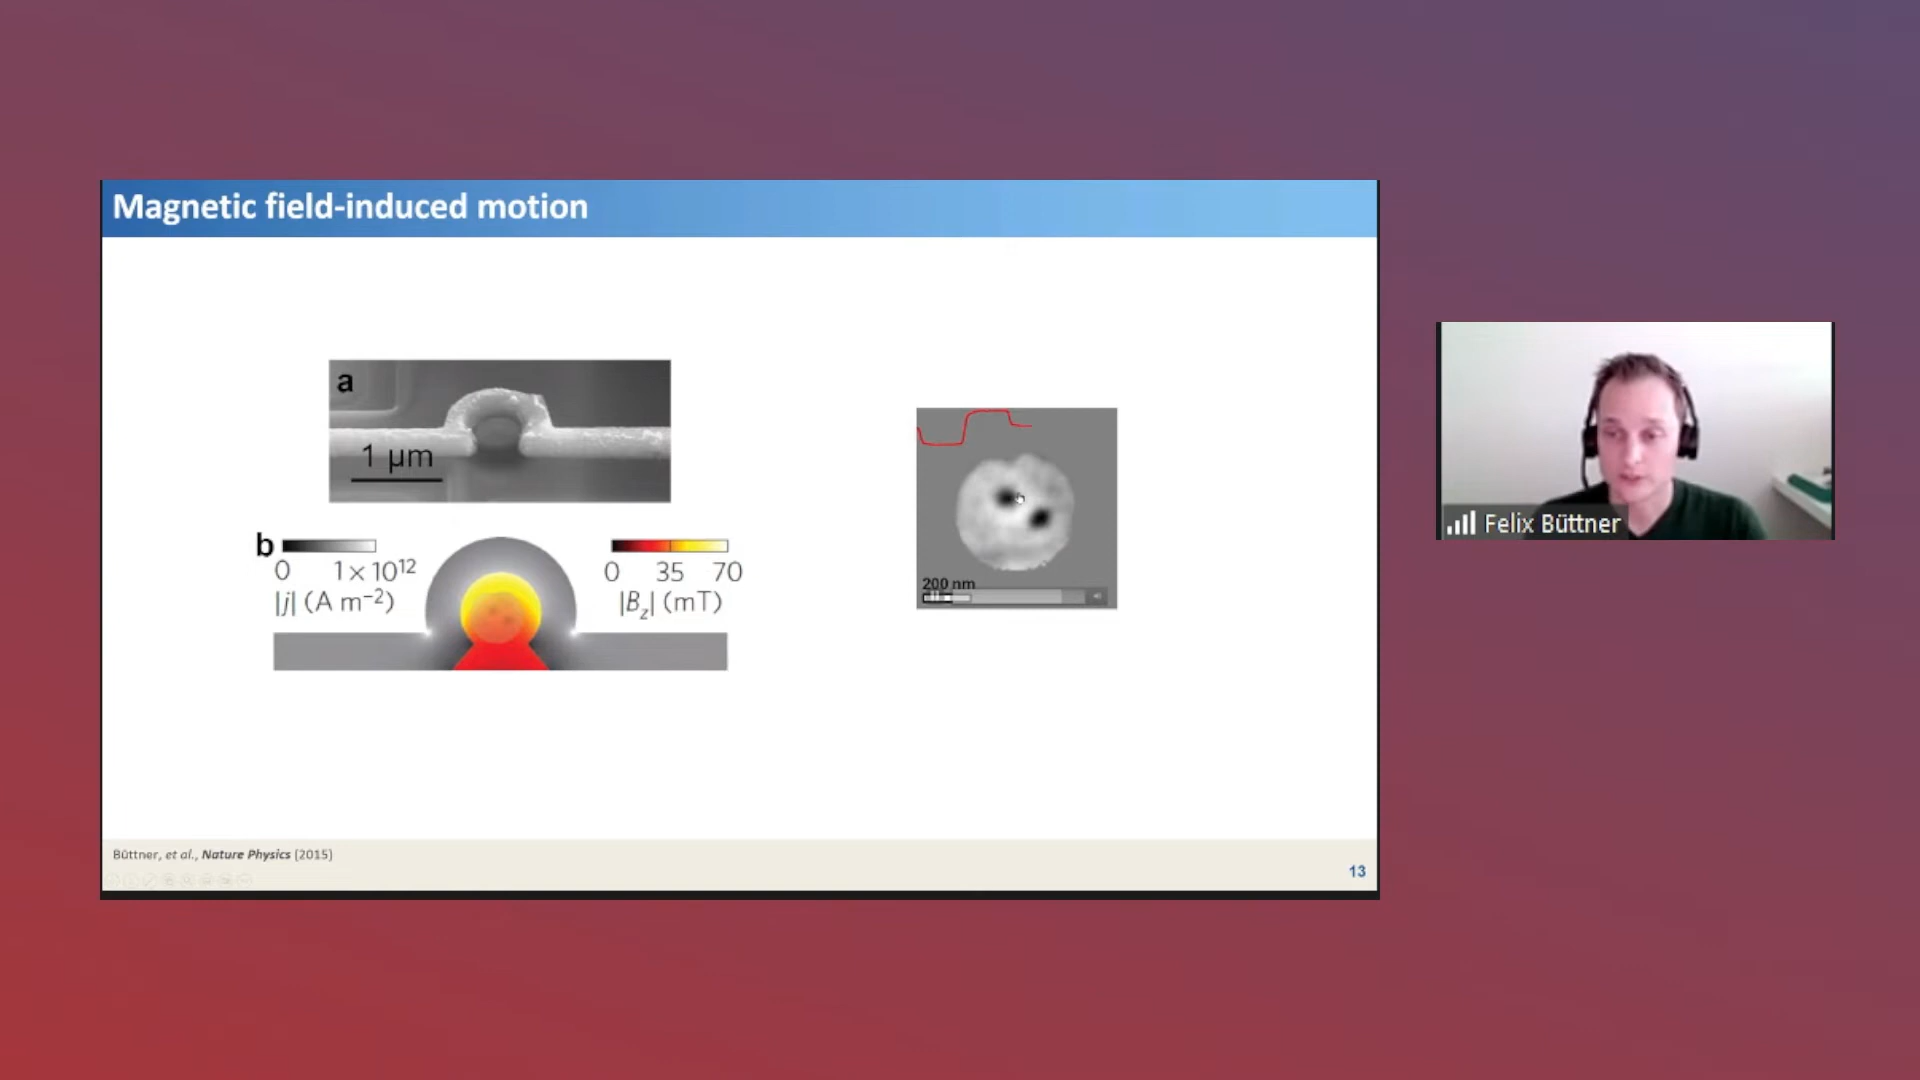 Magnetic field-induced motion
a
1 μm
b
0 1×10¹² 
|j| (A m⁻²)
0 35 70
|B_z| (mT)
200 nm
Büttner, et al., Nature Physics (2015)
13
Felix Büttner